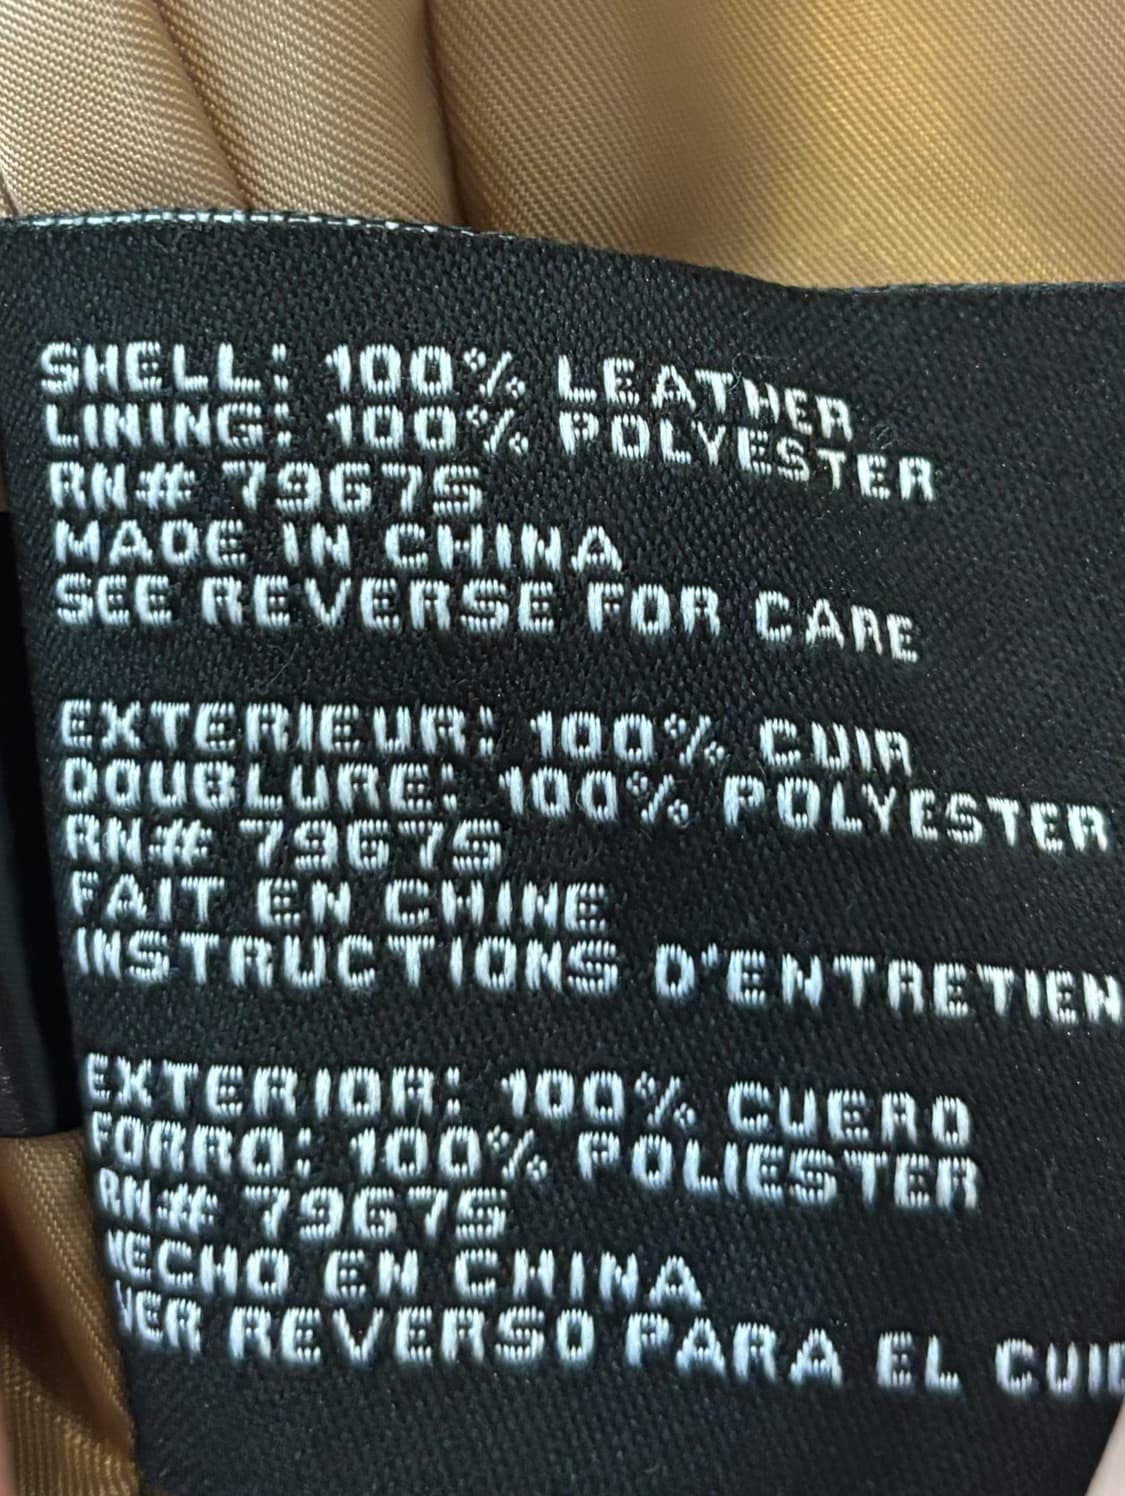 SHELL: 100% LEATHER
LINING: 100% POLYESTER
RN# 79675
MADE IN CHINA
SEE REVERSE FOR CARE
EXTERIEUR: 100% CUIR
DOUBLURE: 100% POLYESTER
RN# 79675
FAIT EN CHINE
INSTRUCTIONS D'ENTRETIEN
EXTERIOR: 100% CUERO
FORRO: 100% POLIESTER
RN# 79675
HECHO EN CHINA
VER REVERSO PARA EL